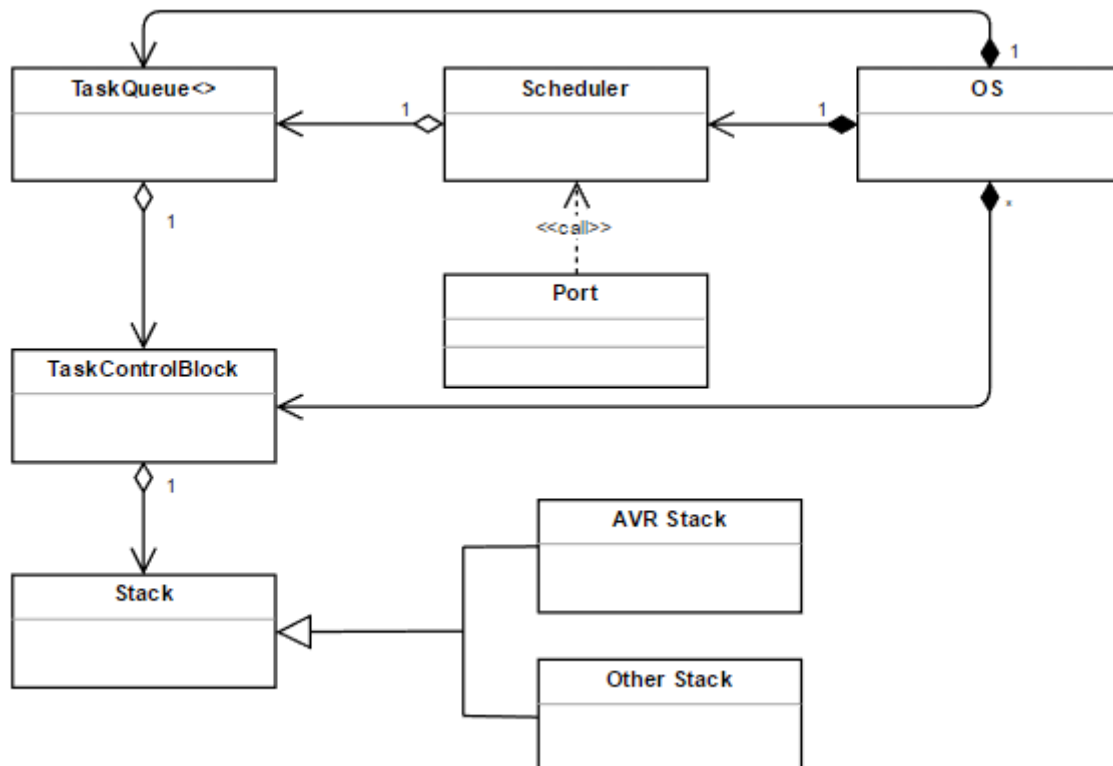 1
TaskQueue<>
Scheduler
OS
1
1
1
*
<<call>>
Port
TaskControlBlock
1
AVR Stack
Stack
Other Stack